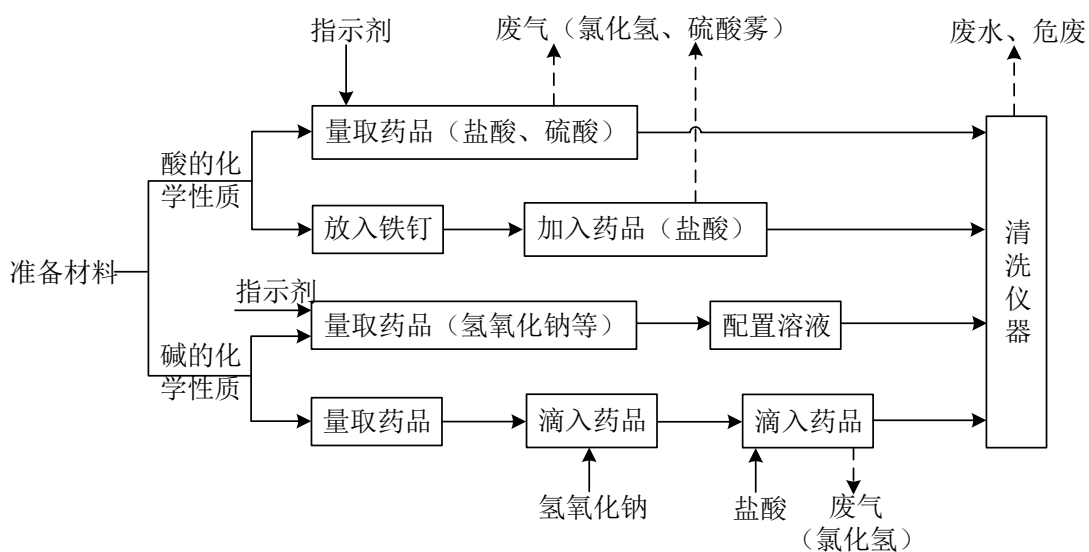 指示剂
废气（氯化氢、硫酸雾）
废水、危废
量取药品（盐酸、硫酸）
酸的化
学性质
放入铁钉
加入药品（盐酸）
准备材料
指示剂
量取药品（氢氧化钠等）
配置溶液
碱的化
学性质
量取药品
滴入药品
滴入药品
氢氧化钠
盐酸
废气
（氯化氢）
清
洗
仪
器